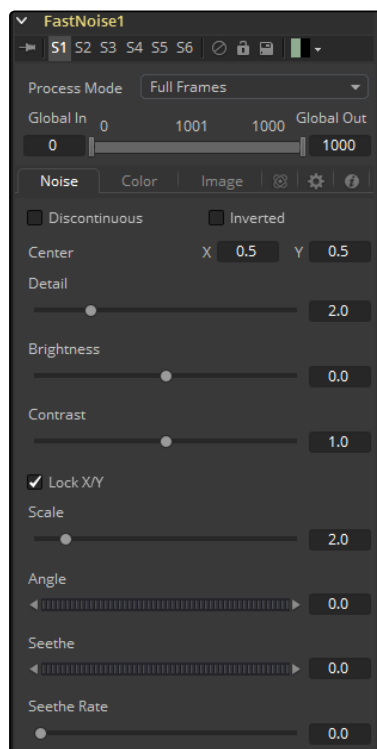 FastNoise1
S1 S2 S3 S4 S5 S6
Process Mode Full Frames
Global In 0 1001 1000 Global Out
0 1000
Noise Color Image
Discontinuous Inverted
Center X 0.5 Y 0.5
Detail
2.0
Brightness
0.0
Contrast
1.0
Lock X/Y
Scale
2.0
Angle
0.0
Seethe
0.0
Seethe Rate
0.0